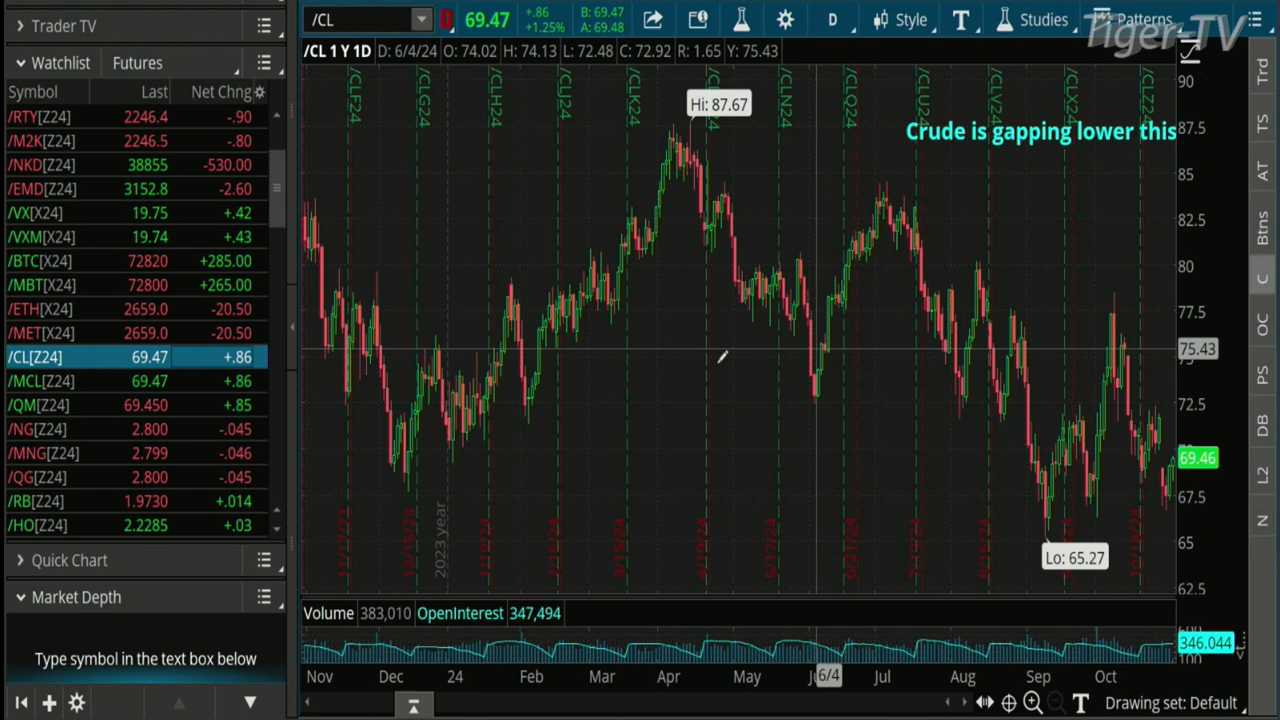 Trader TV
Watchlist Futures
Symbol Last Net Chng
/RTY[Z24] 2246.4 -.90
/M2K[Z24] 2246.5 -.80
/NKD[Z24] 38855 -530.00
/EMD[Z24] 3152.8 -2.60
/VX[X24] 19.75 +.42
/VXM[X24] 19.74 +.43
/BTC[X24] 72820 +285.00
/MBT[X24] 72800 +265.00
/ETH[X24] 2659.0 -20.50
/MET[X24] 2659.0 -20.50
/CL[Z24] 69.47 +.86
/MCL[Z24] 69.47 +.86
/QM[Z24] 69.450 +.85
/NG[Z24] 2.800 -.045
/MNG[Z24] 2.799 -.046
/QG[Z24] 2.800 -.045
/RB[Z24] 1.9730 +.014
/HO[Z24] 2.2285 +.03
Quick Chart
Market Depth
Type symbol in the text box below
/CL 69.47 +.86
+1.25%
B: 69.47
A: 69.48
D Style T Studies Patterns
Tiger-TV
/CL 1 Y 1D D: 6/4/24 O: 74.02 H: 74.13 L: 72.48 C: 72.92 R: 1.65 Y: 75.43
/CLF24 /CLG24 /CLH24 /CLJ24 /CLK24 /CLN24 /CLQ24 /CLU24 /CLV24 /CLX24 /CLZ24
Hi: 87.67
Crude is gapping lower this
90
87.5
85
82.5
80
77.5
75.43
72.5
69.46
67.5
65
62.5
Lo: 65.27
11/17/23 12/15/23 2023 year
Volume 383,010 OpenInterest 347,494
346.044
100
Nov Dec 24 Feb Mar Apr May 6/4 Jul Aug Sep Oct
T Drawing set: Default
Trd
TS
AT
Btns
C
OC
PS
DB
L2
N